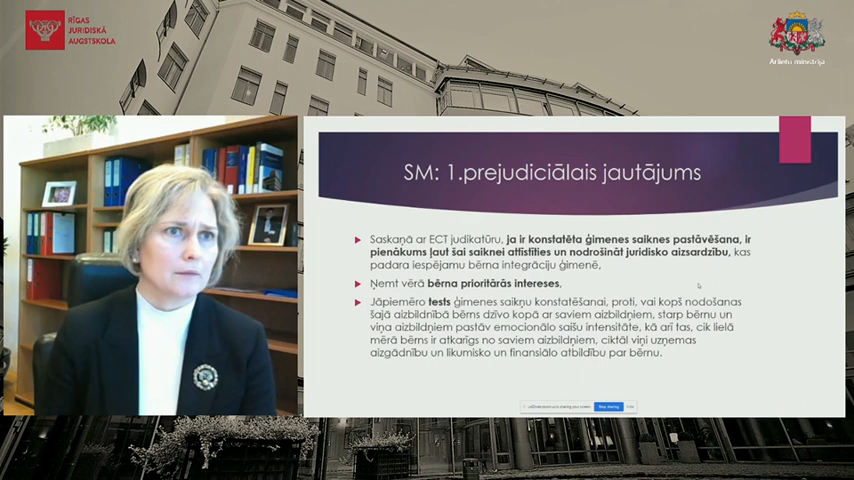 RĪGAS
JURIDISKĀ
AUGSTSKOLA
Ārlietu ministrija
SM: 1.prejudiciālais jautājums
Saskaņā ar ECT judikatūru, ja ir konstatēta ģimenes saiknes pastāvēšana, ir
pienākums ļaut šai saiknei attīstīties un nodrošināt juridisko aizsardzību, kas
padara iespējamu bērna integrāciju ģimenē,
Ņemt vērā bērna prioritārās intereses,
Jāpiemēro tests ģimenes saikņu konstatēšanai, proti, vai kopš nodošanas
šajā aizbildnībā bērns dzīvo kopā ar saviem aizbildņiem, starp bērnu un
viņa aizbildņiem pastāv emocionālo saišu intensitāte, kā arī tas, cik lielā
mērā bērns ir atkarīgs no saviem aizbildņiem, ciktāl viņi uzņemas
aizgādnību un likumisko un finansiālo atbildību par bērnu.
Stop sharing